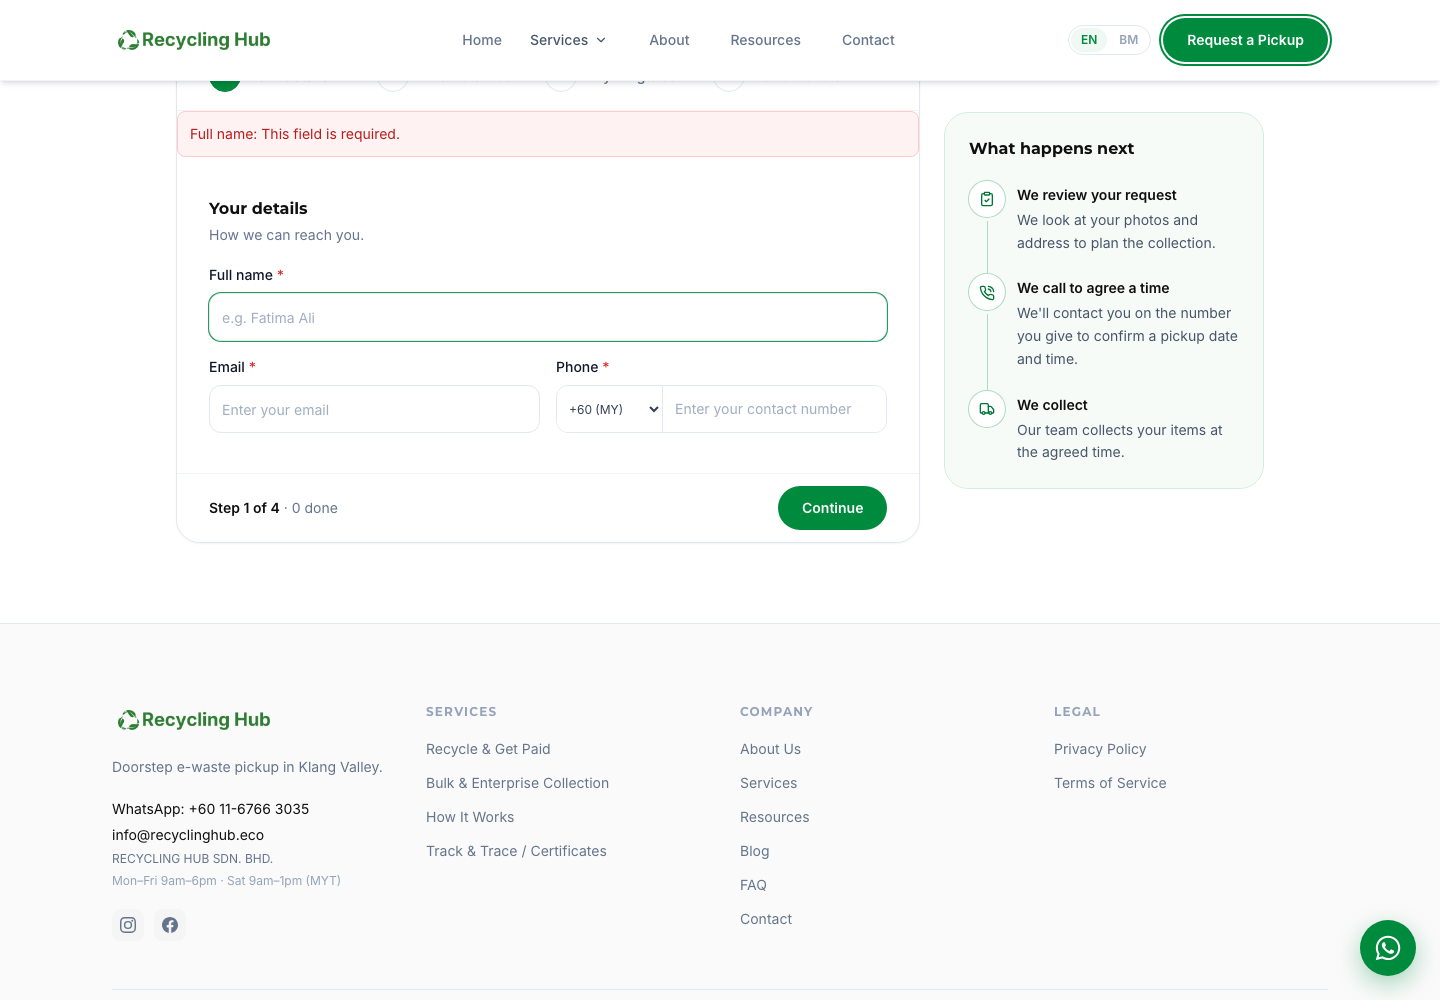 Recycling Hub
Home
Services
About
Resources
Contact
EN
BM
Request a Pickup
Full name: This field is required.
Your details
How we can reach you.
Full name *
e.g. Fatima Ali
Email *
Phone *
Enter your email
+60 (MY)
Enter your contact number
Step 1 of 4 · 0 done
Continue
What happens next
We review your request
We look at your photos and
address to plan the collection.
We call to agree a time
We'll contact you on the number
you give to confirm a pickup date
and time.
We collect
Our team collects your items at
the agreed time.
Recycling Hub
Doorstep e-waste pickup in Klang Valley.
WhatsApp: +60 11-6766 3035
info@recyclinghub.eco
RECYCLING HUB SDN. BHD.
Mon–Fri 9am–6pm · Sat 9am–1pm (MYT)
SERVICES
Recycle & Get Paid
Bulk & Enterprise Collection
How It Works
Track & Trace / Certificates
COMPANY
About Us
Services
Resources
Blog
FAQ
Contact
LEGAL
Privacy Policy
Terms of Service